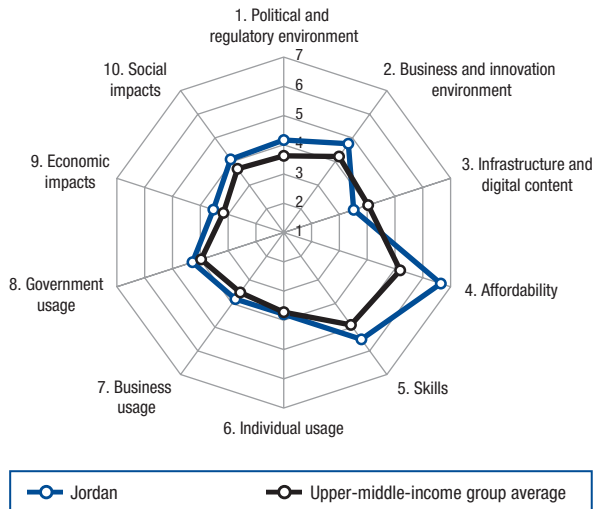 1. Political and
regulatory environment
2. Business and innovation
environment
3. Infrastructure and
digital content
4. Affordability
5. Skills
6. Individual usage
7. Business
usage
8. Government
usage
9. Economic
impacts
10. Social
impacts
7
6
5
4
3
2
1
Jordan
Upper-middle-income group average